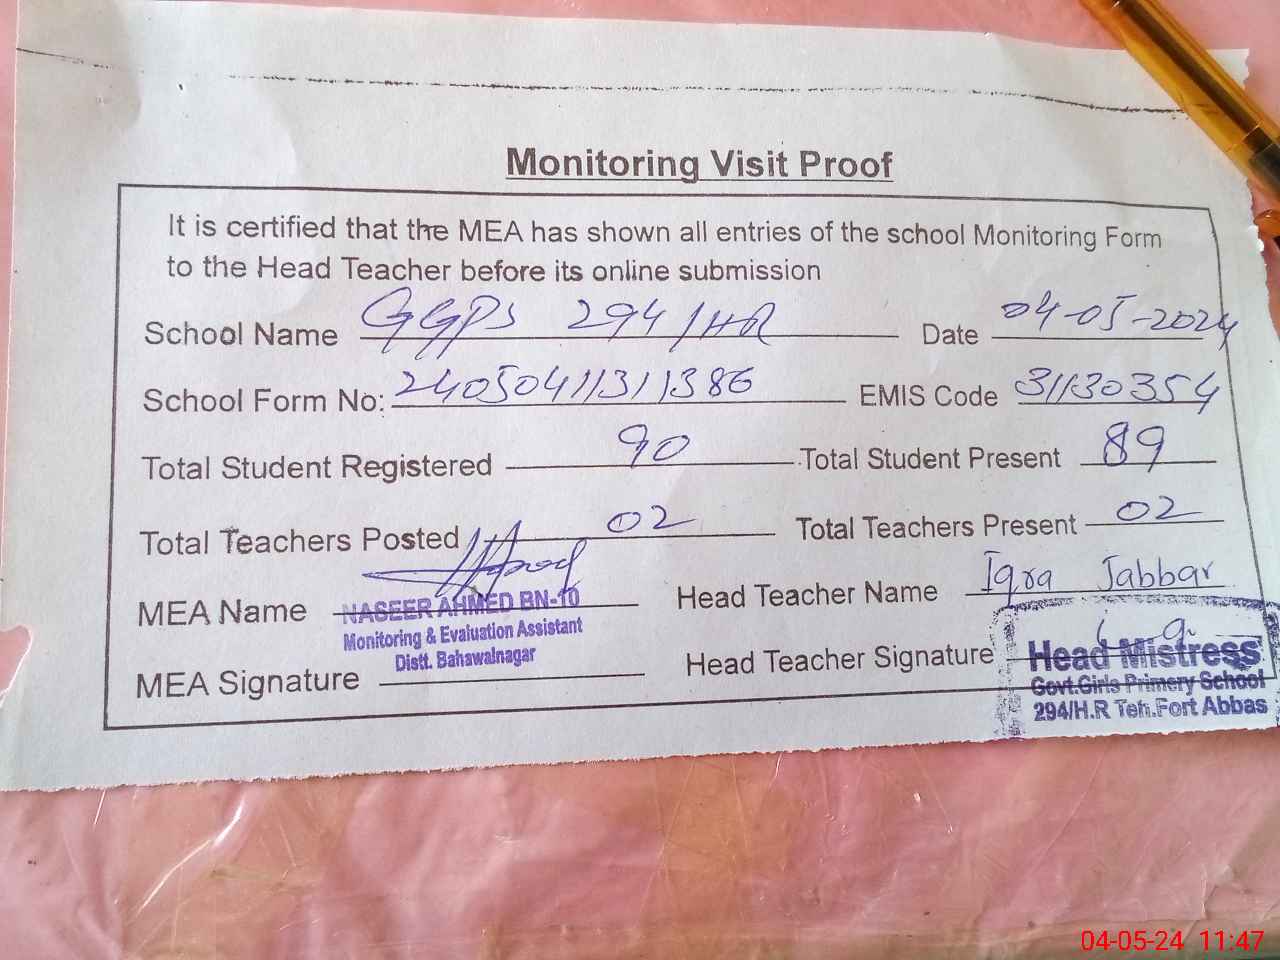 Monitoring Visit Proof
It is certified that the MEA has shown all entries of the school Monitoring Form
to the Head Teacher before its online submission
School Name GGPS 294/HR Date 04-05-2024
School Form No: 24050411311386 EMIS Code 31130354
Total Student Registered 90 Total Student Present 89
Total Teachers Posted 02 Total Teachers Present 02
MEA Name NASEER AHMED BN-10 Head Teacher Name Iqra Jabbar
Monitoring & Evaluation Assistant
Distt. Bahawalnagar
MEA Signature Head Teacher Signature
Head Mistress
Govt.Girls Primery School
294/H.R Teh.Fort Abbas
04-05-24 11:47